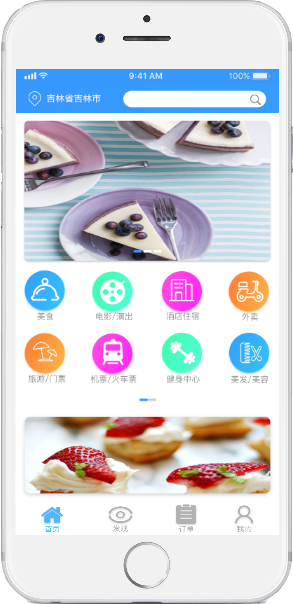 9:41 AM 100%
吉林省吉林市
美食 电影/演出 酒店住宿 外卖
旅游/门票 机票/火车票 健身中心 美发/美容
首页 发现 订单 我的